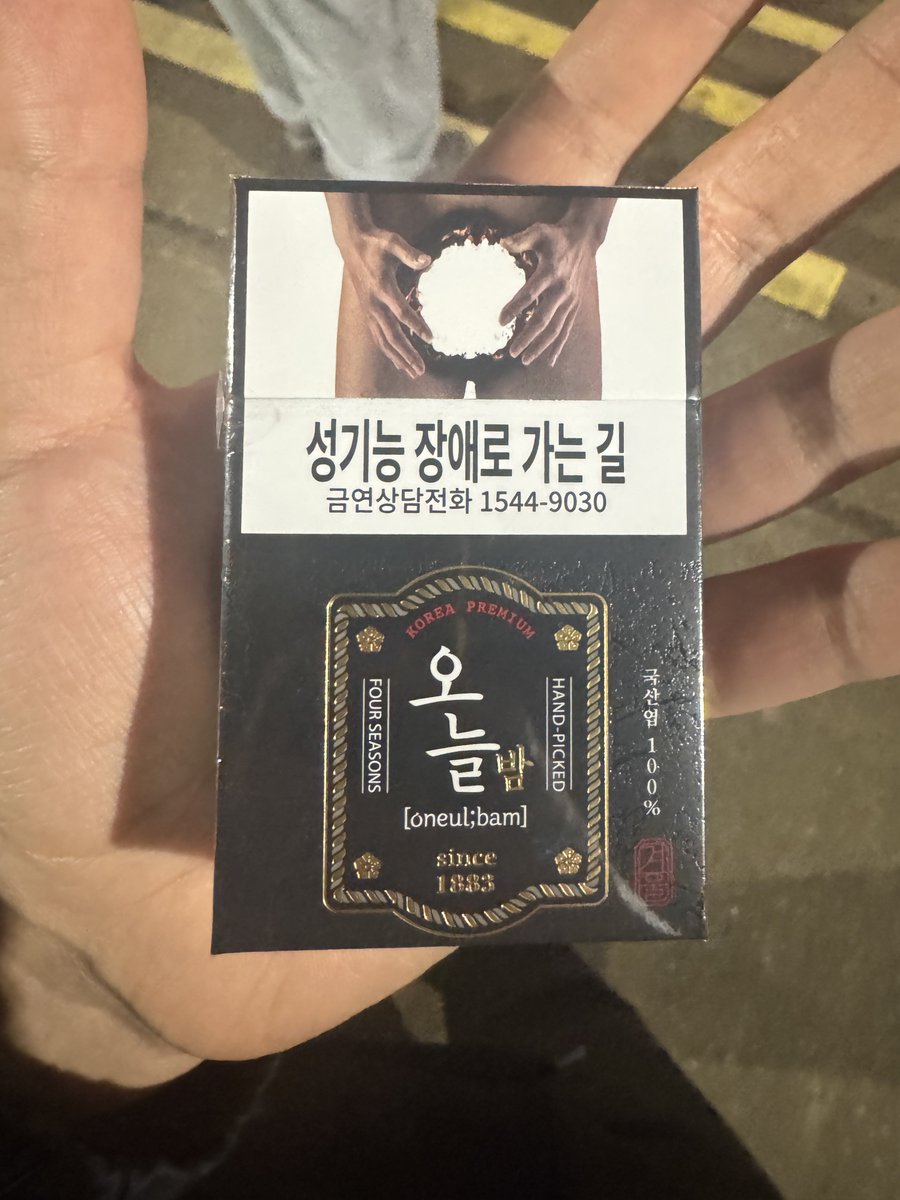 성기능 장애로 가는 길
금연상담전화 1544-9030
KOREA PREMIUM
FOUR SEASONS
오늘밤
HAND-PICKED
[oneul;bam]
since
1883
국산엽 100%